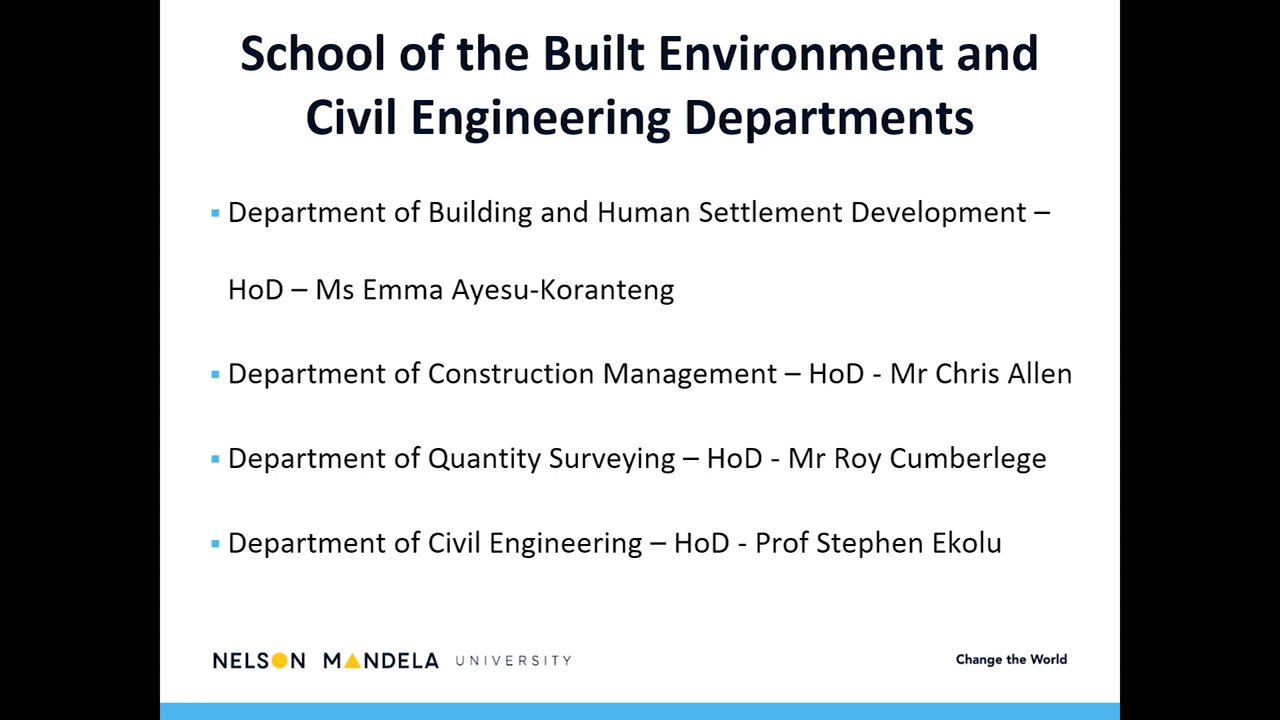 School of the Built Environment and
Civil Engineering Departments
Department of Building and Human Settlement Development –
HoD – Ms Emma Ayesu-Koranteng
Department of Construction Management – HoD - Mr Chris Allen
Department of Quantity Surveying – HoD - Mr Roy Cumberlege
Department of Civil Engineering – HoD - Prof Stephen Ekolu
NELSON MANDELA UNIVERSITY
Change the World